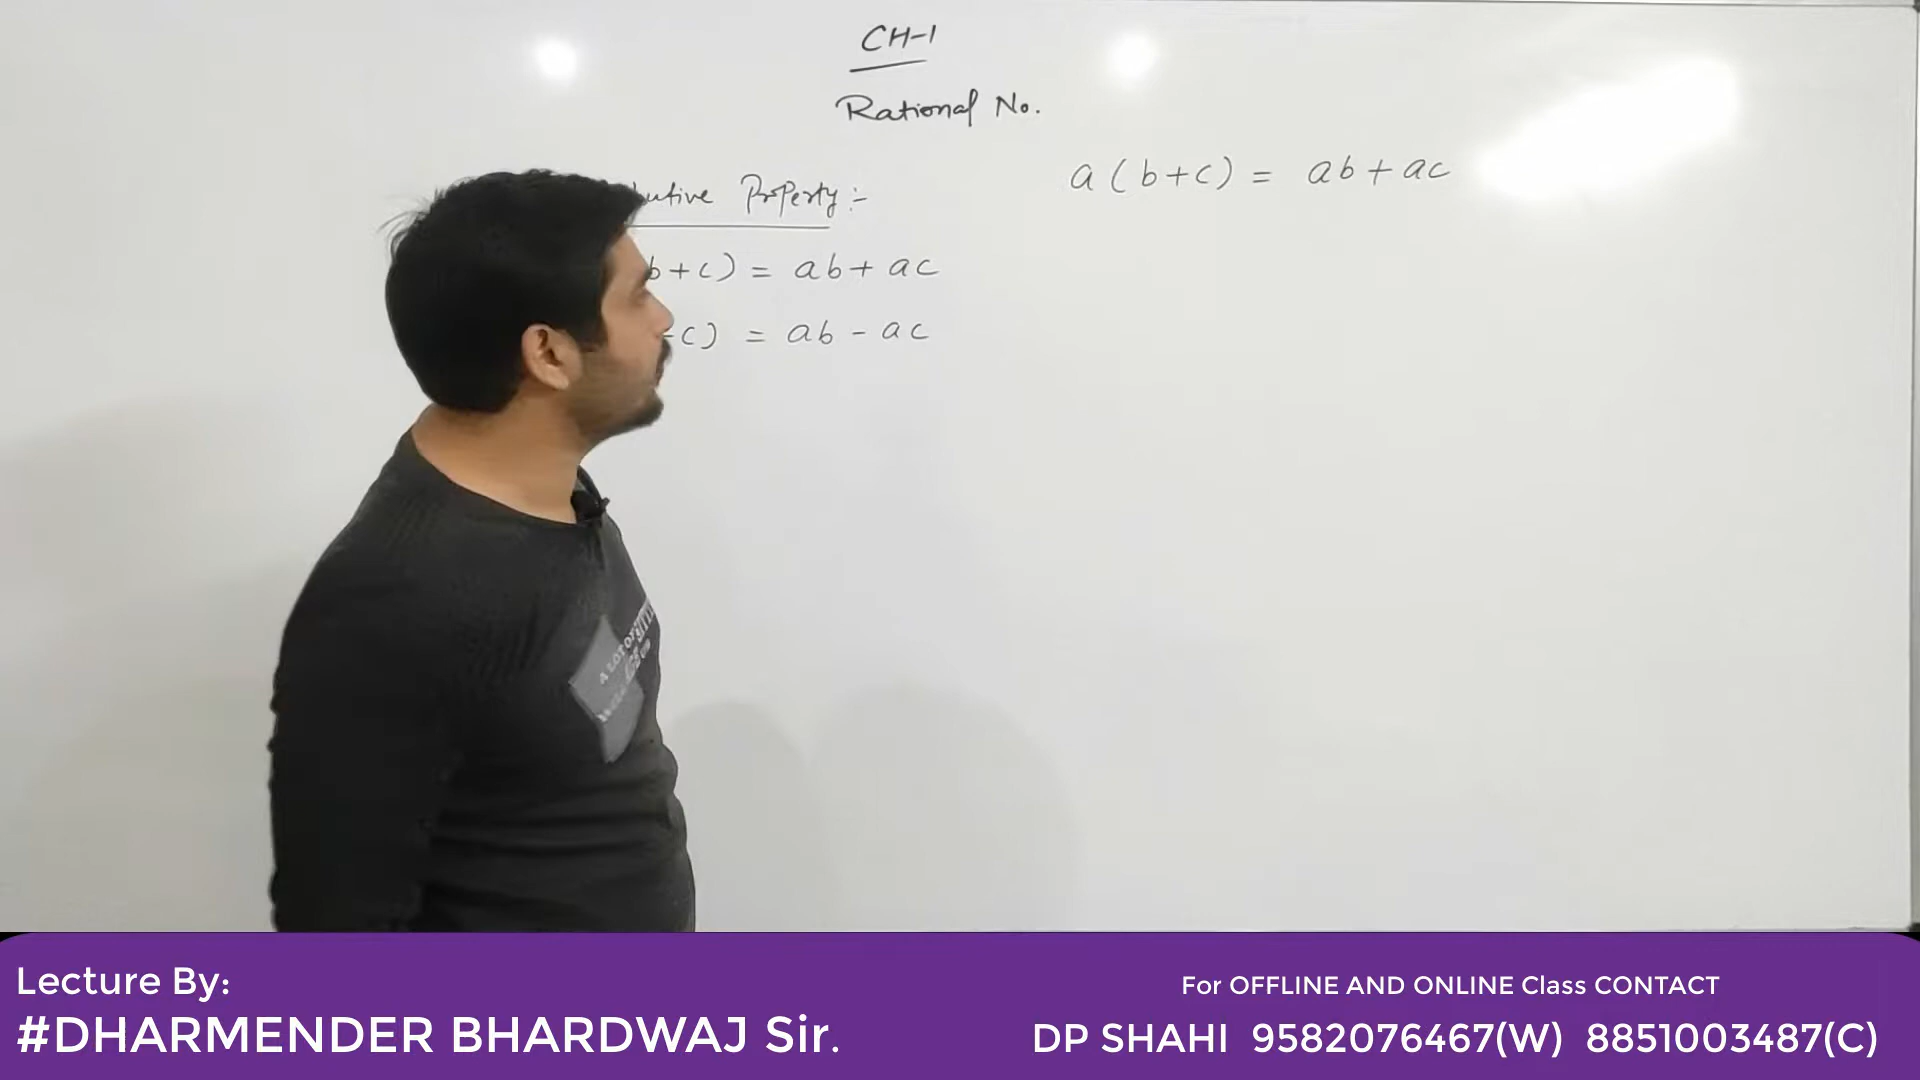 CH-1
Rational No.
Property:-
b+c) = ab+ac
c) = ab - ac
a(b+c) = ab+ac
Lecture By:
#DHARMENDER BHARDWAJ Sir.
For OFFLINE AND ONLINE Class CONTACT
DP SHAHI 9582076467(W) 8851003487(C)